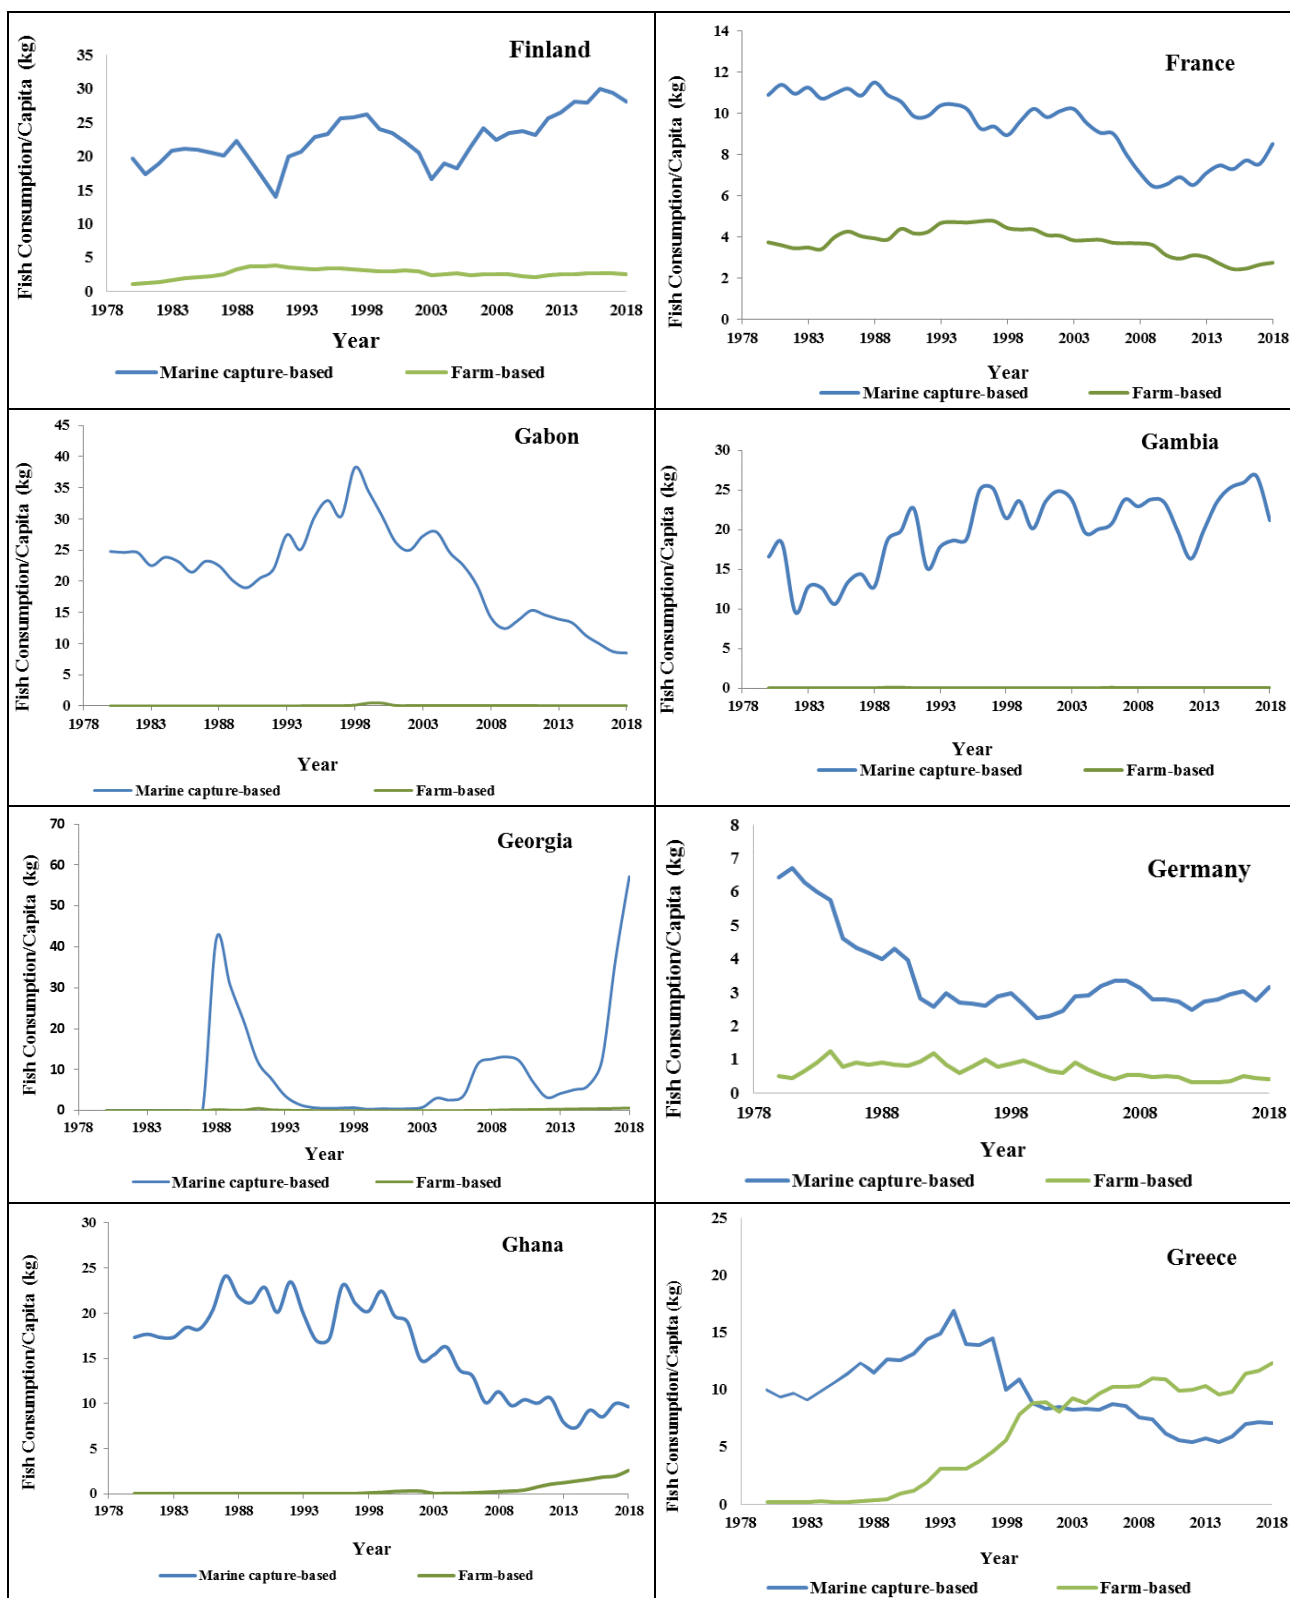 Finland
Fish Consumption/Capita (kg)
35
30
25
20
15
10
5
0
1978 1983 1988 1993 1998 2003 2008 2013 2018
Year
Marine capture-based Farm-based
France
Fish Consumption/Capita (kg)
14
12
10
8
6
4
2
0
1978 1983 1988 1993 1998 2003 2008 2013 2018
Year
Marine capture-based Farm-based
Gabon
Fish Consumption/Capita (kg)
45
40
35
30
25
20
15
10
5
0
1978 1983 1988 1993 1998 2003 2008 2013 2018
Year
Marine capture-based Farm-based
Gambia
Fish Consumption/Capita (kg)
30
25
20
15
10
5
0
1978 1983 1988 1993 1998 2003 2008 2013 2018
Year
Marine capture-based Farm-based
Georgia
Fish Consumption/Capita (kg)
70
60
50
40
30
20
10
0
1978 1983 1988 1993 1998 2003 2008 2013 2018
Year
Marine capture-based Farm-based
Germany
Fish Consumption/Capita (kg)
8
7
6
5
4
3
2
1
0
1978 1988 1998 2008 2018
Year
Marine capture-based Farm-based
Ghana
Fish Consumption/Capita (kg)
30
25
20
15
10
5
0
1978 1983 1988 1993 1998 2003 2008 2013 2018
Year
Marine capture-based Farm-based
Greece
Fish Consumption/Capita (kg)
25
20
15
10
5
0
1978 1983 1988 1993 1998 2003 2008 2013 2018
Year
Marine capture-based Farm-based